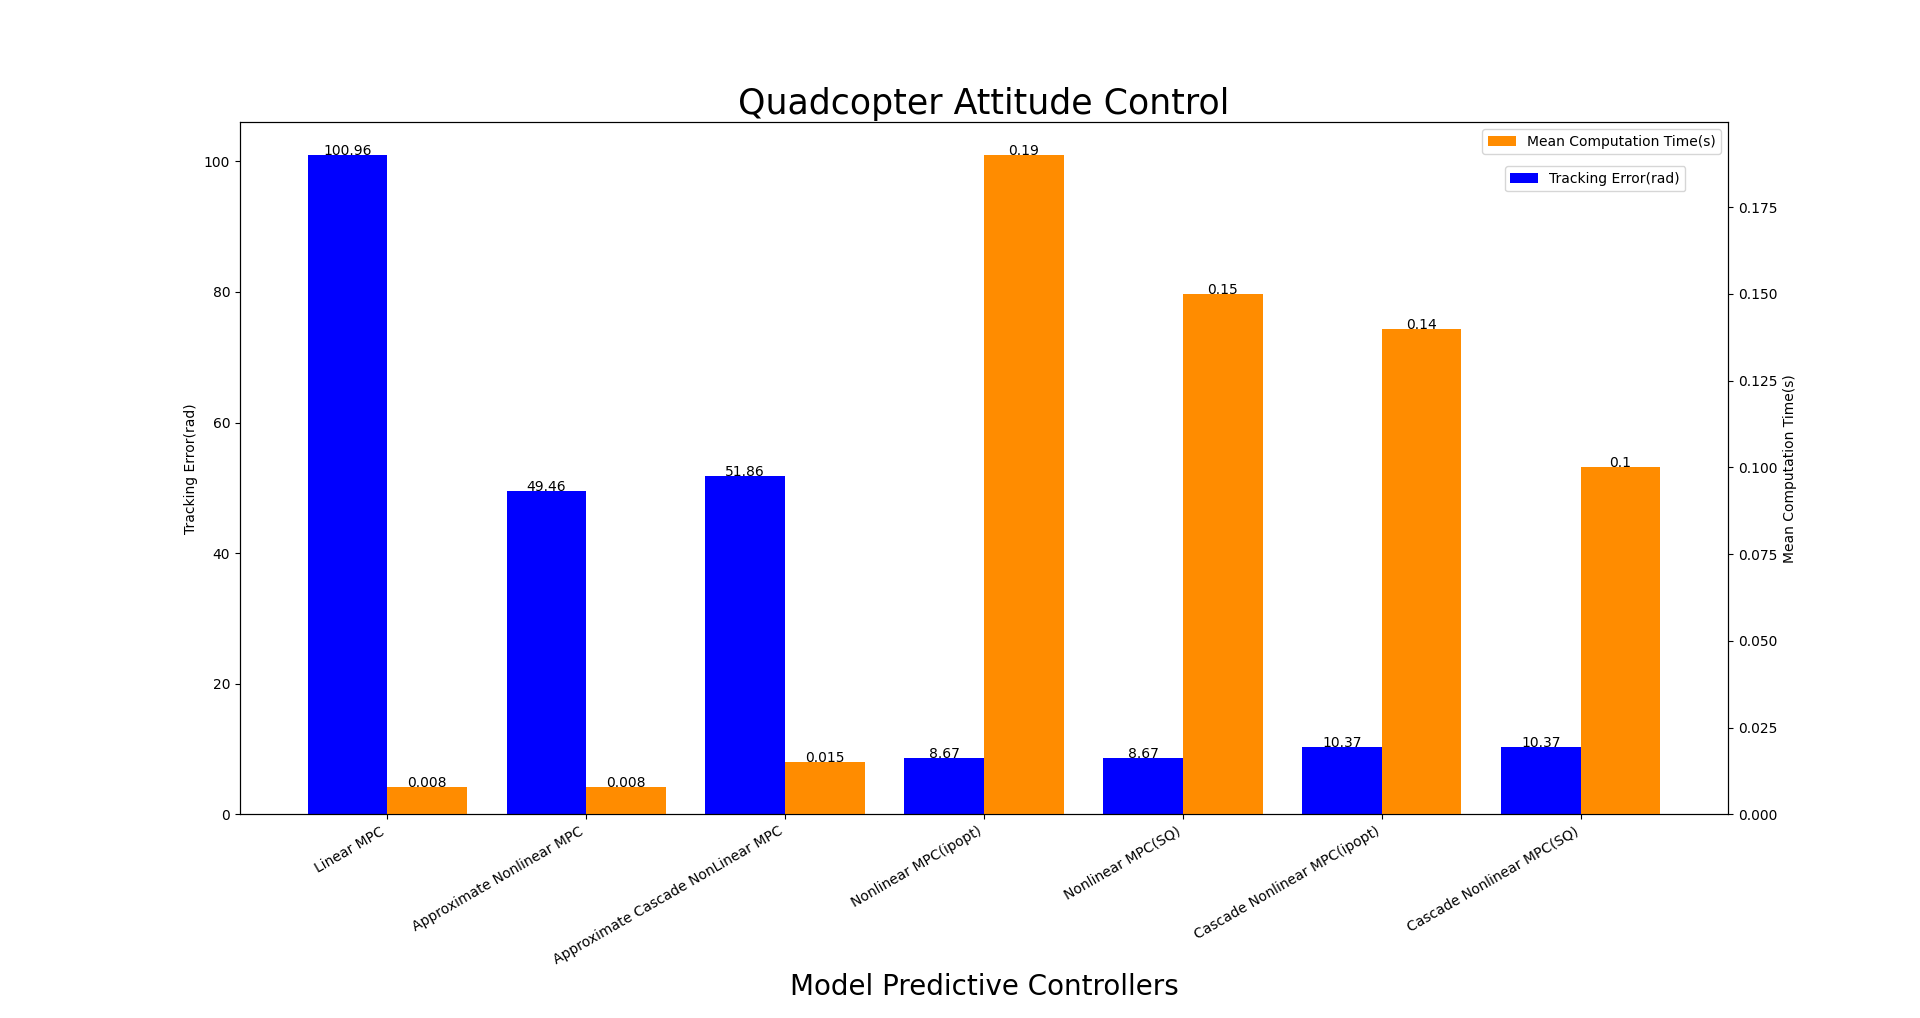 Quadcopter Attitude Control
Mean Computation Time(s)
Tracking Error(rad)
100
80
60
40
20
0
Tracking Error(rad)
100.96
49.46
51.86
8.67
8.67
10.37
10.37
0.008
0.008
0.015
0.19
0.15
0.14
0.1
0.175
0.150
0.125
0.100
0.075
0.050
0.025
0.000
Mean Computation Time(s)
Linear MPC
Approximate Nonlinear MPC
Approximate Cascade NonLinear MPC
Nonlinear MPC(ipopt)
Nonlinear MPC(SQ)
Cascade Nonlinear MPC(ipopt)
Cascade Nonlinear MPC(SQ)
Model Predictive Controllers